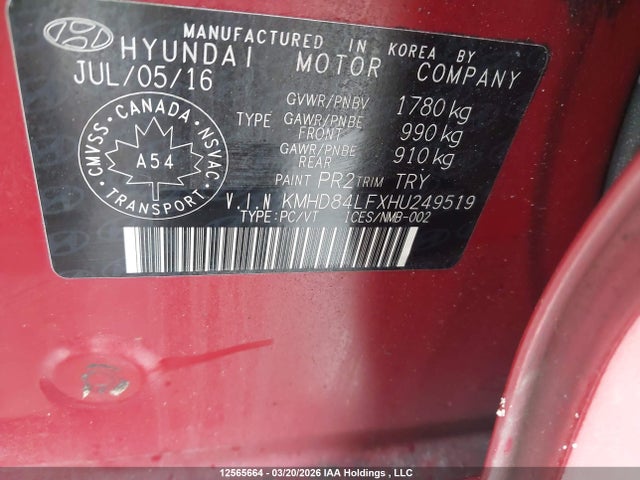 MANUFACTURED IN KOREA BY
HYUNDAI MOTOR COMPANY
JUL/05/16
CMVSS · CANADA · NSVAC
A54
TRANSPORT
GVWR/PNBV 1780 kg
TYPE GAWR/PNBE FRONT 990 kg
GAWR/PNBE REAR 910 kg
PAINT PR2 TRIM TRY
V.I.N KMHD84LFXHU249519
TYPE:PC/VT ICES/NMB-002
12565664 - 03/20/2026 IAA Holdings , LLC